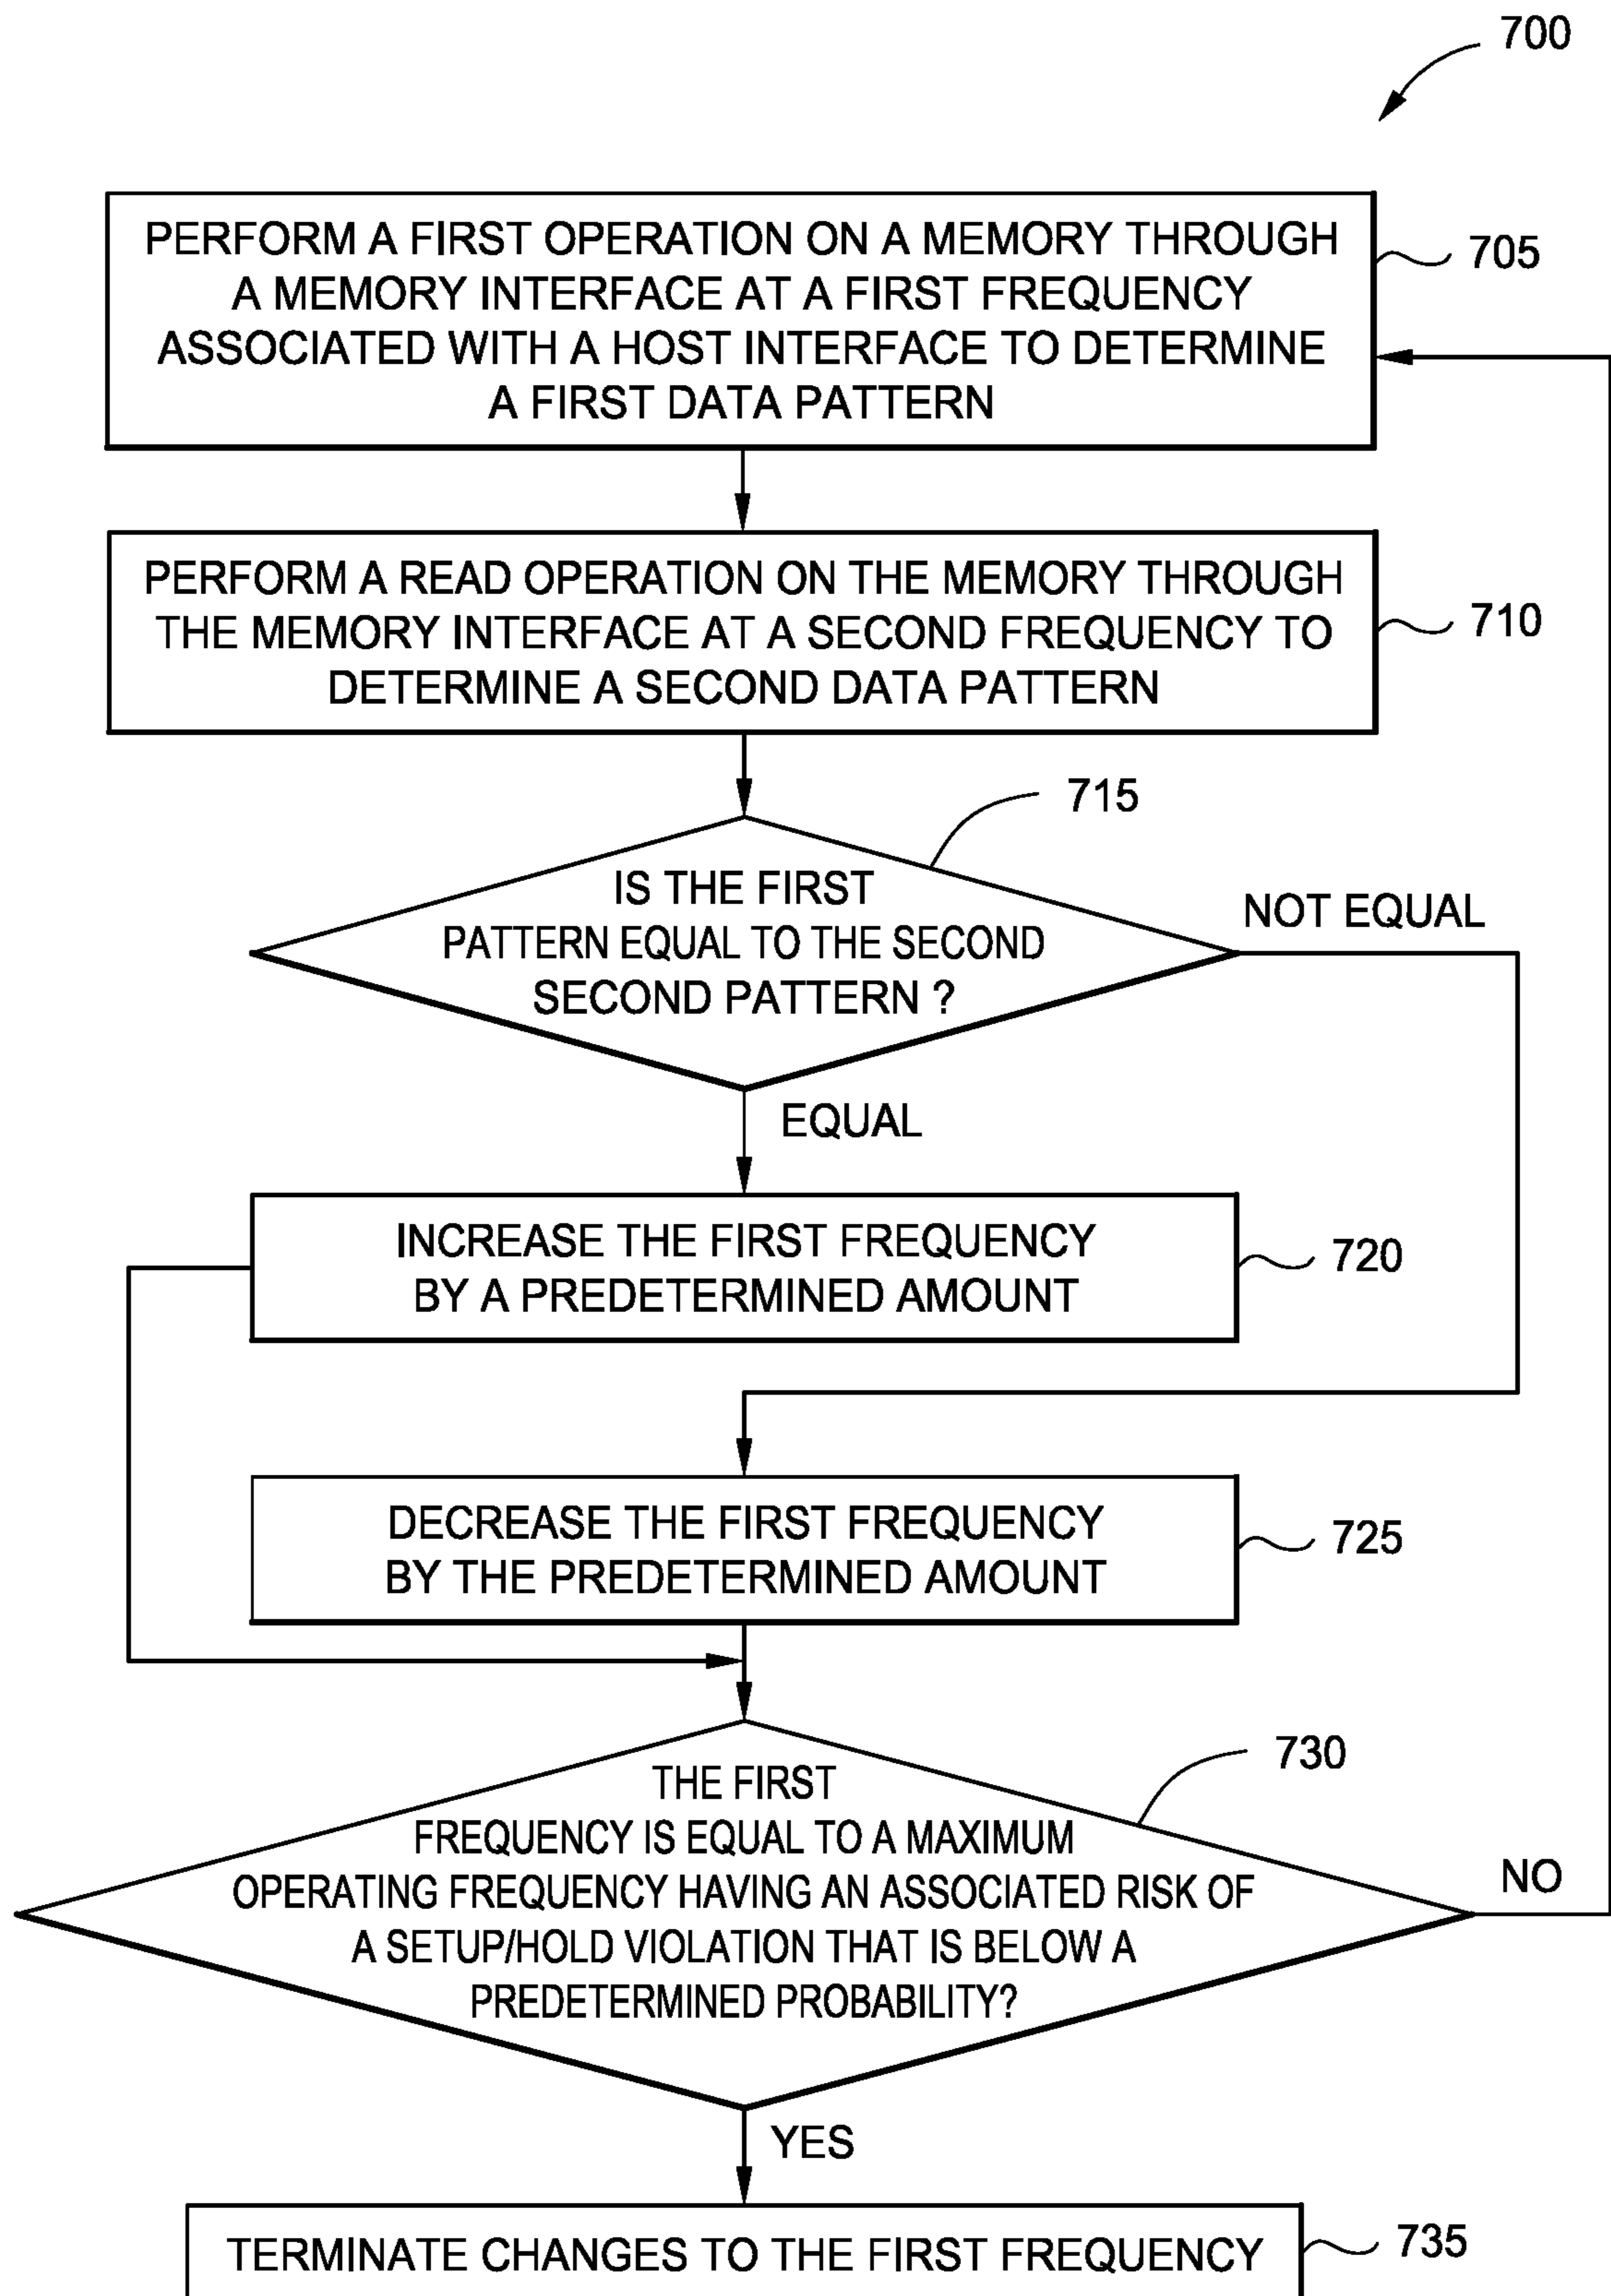 700
PERFORM A FIRST OPERATION ON A MEMORY THROUGH
A MEMORY INTERFACE AT A FIRST FREQUENCY
ASSOCIATED WITH A HOST INTERFACE TO DETERMINE
A FIRST DATA PATTERN
705
PERFORM A READ OPERATION ON THE MEMORY THROUGH
THE MEMORY INTERFACE AT A SECOND FREQUENCY TO
DETERMINE A SECOND DATA PATTERN
710
715
IS THE FIRST
PATTERN EQUAL TO THE SECOND
SECOND PATTERN ?
NOT EQUAL
EQUAL
INCREASE THE FIRST FREQUENCY
BY A PREDETERMINED AMOUNT
720
DECREASE THE FIRST FREQUENCY
BY THE PREDETERMINED AMOUNT
725
730
THE FIRST
FREQUENCY IS EQUAL TO A MAXIMUM
OPERATING FREQUENCY HAVING AN ASSOCIATED RISK OF
A SETUP/HOLD VIOLATION THAT IS BELOW A
PREDETERMINED PROBABILITY?
NO
YES
TERMINATE CHANGES TO THE FIRST FREQUENCY
735